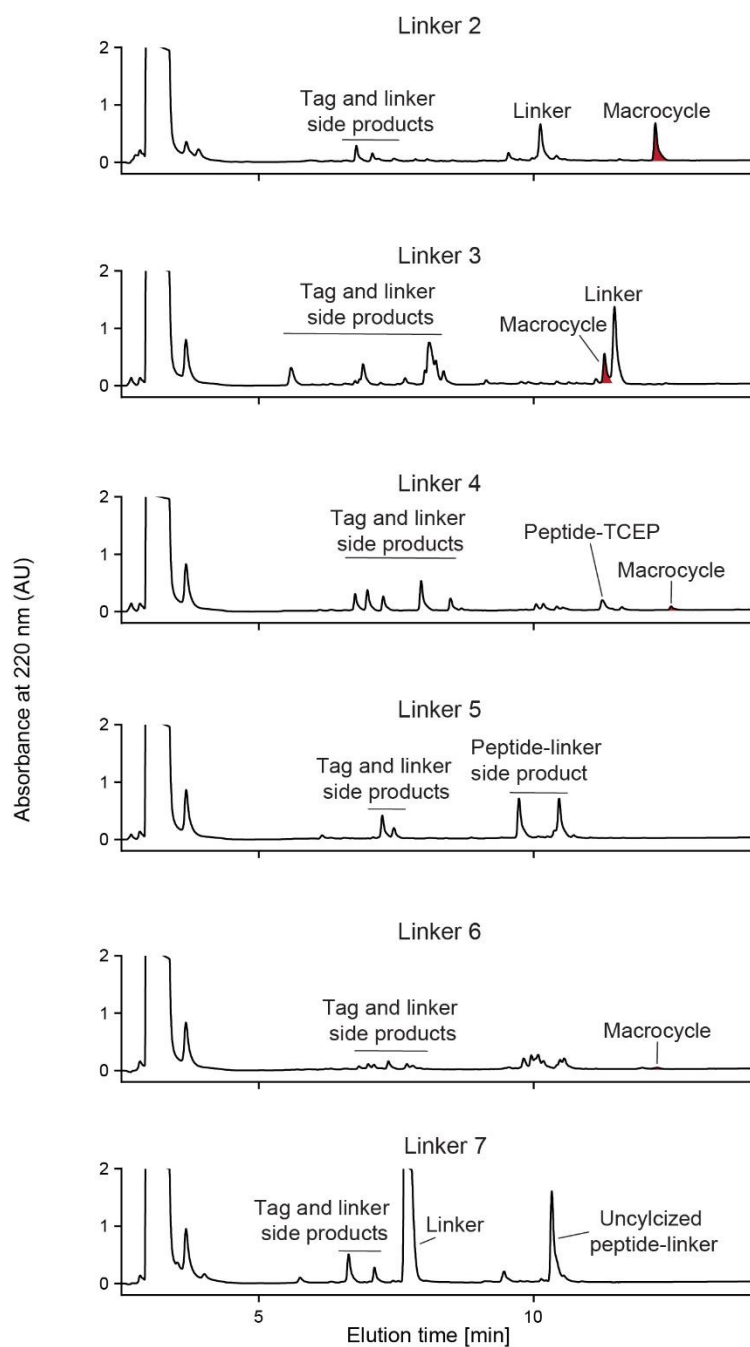 Linker 2
2
Tag and linker
side products
Linker
Macrocycle
1
0
Linker 3
2
Tag and linker
side products
Linker
Macrocycle
1
0
Linker 4
2
Tag and linker
side products
Peptide-TCEP
Macrocycle
1
0
Absorbance at 220 nm (AU)
Linker 5
2
Tag and linker
side products
Peptide-linker
side product
1
0
Linker 6
2
Tag and linker
side products
Macrocycle
1
0
Linker 7
2
Tag and linker
side products
Linker
Uncylcized
peptide-linker
1
0
5
10
Elution time [min]